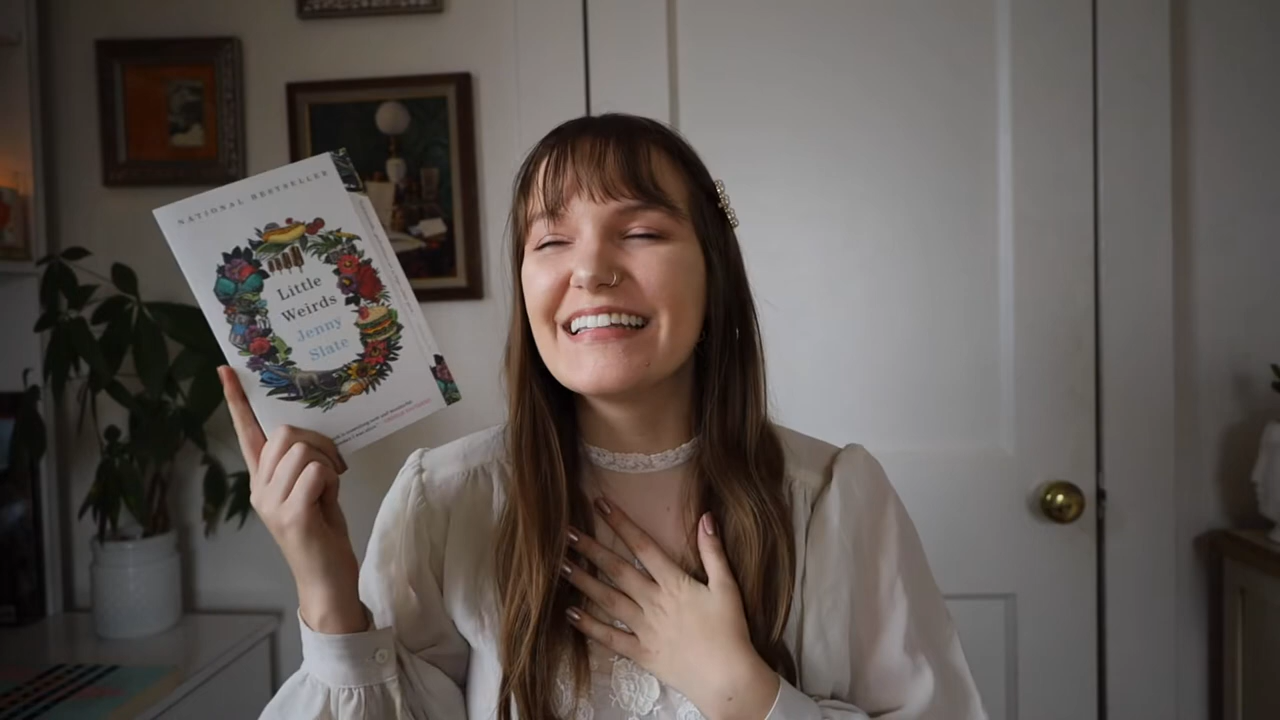 NATIONAL BESTSELLER
Little
Weirds
Jenny
Slate